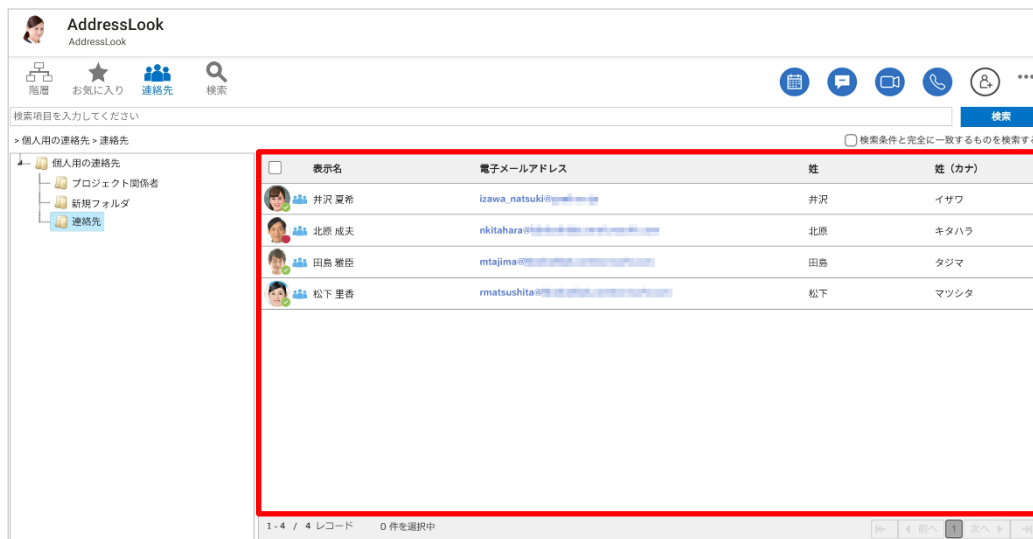 AddressLook
AddressLook
階層 お気に入り 連絡先 検索
検索項目を入力してください 検索
> 個人用の連絡先 > 連絡先 検索条件と完全に一致するものを検索する
個人用の連絡先
プロジェクト関係者
新規フォルダ
連絡先
表示名 電子メールアドレス 姓 姓 (カナ)
井沢 夏希 izawa_natsuki@ 井沢 イザワ
北原 成夫 nkitahara@ 北原 キタハラ
田島 雅臣 mtajima@ 田島 タジマ
松下 里香 rmatsushita@ 松下 マツシタ
1 - 4 / 4 レコード 0 件を選択中 前へ 1 次へ